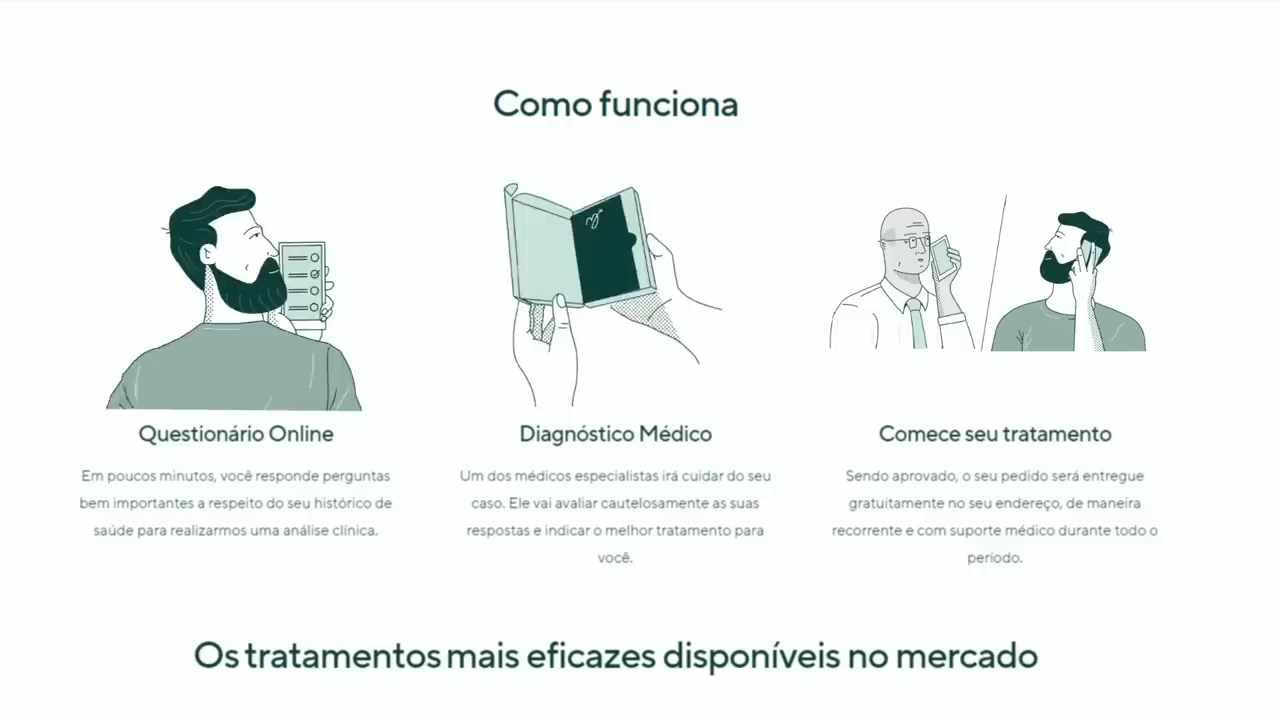 Como funciona
Questionário Online
Em poucos minutos, você responde perguntas
bem importantes a respeito do seu histórico de
saúde para realizarmos uma análise clínica.
Diagnóstico Médico
Um dos médicos especialistas irá cuidar do seu
caso. Ele vai avaliar cautelosamente as suas
respostas e indicar o melhor tratamento para
você.
Comece seu tratamento
Sendo aprovado, o seu pedido será entregue
gratuitamente no seu endereço, de maneira
recorrente e com suporte médico durante todo o
período.
Os tratamentos mais eficazes disponíveis no mercado